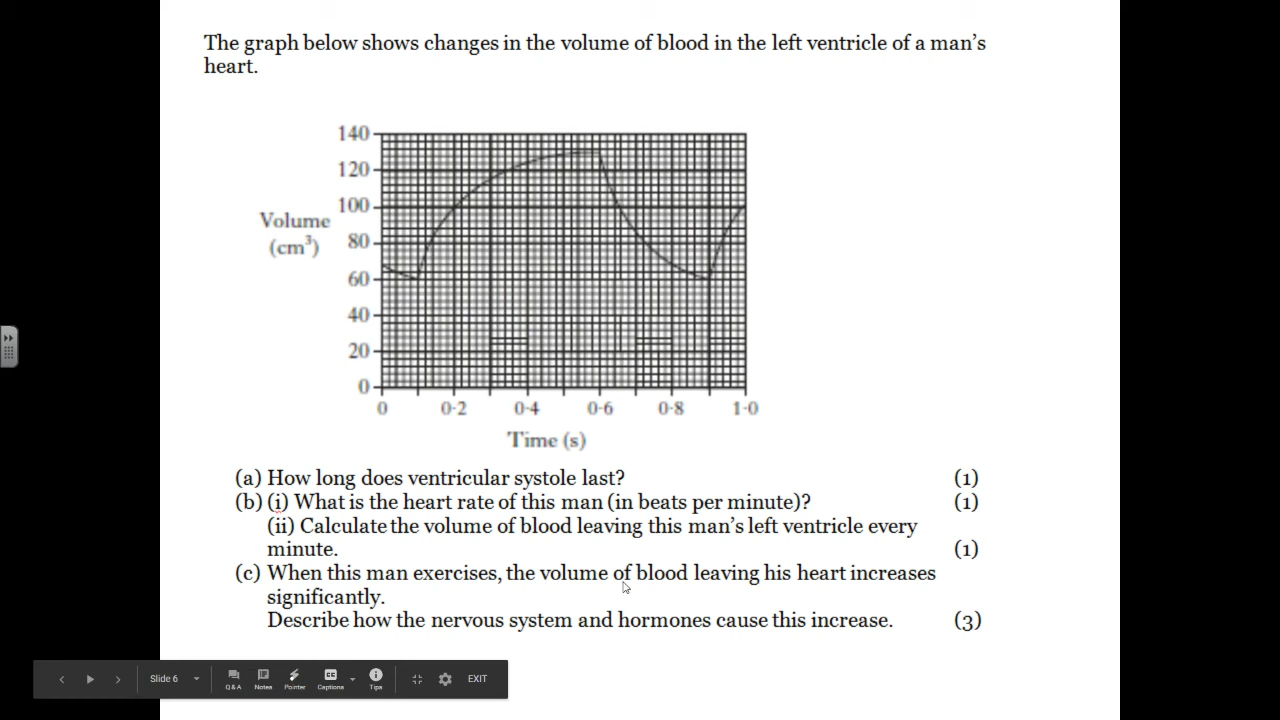 The graph below shows changes in the volume of blood in the left ventricle of a man's
heart.
140
120
100
80
60
40
20
0
Volume
(cm³)
0 0·2 0·4 0·6 0·8 1·0
Time (s)
(a) How long does ventricular systole last? (1)
(b) (i) What is the heart rate of this man (in beats per minute)? (1)
(ii) Calculate the volume of blood leaving this man's left ventricle every
minute. (1)
(c) When this man exercises, the volume of blood leaving his heart increases
significantly.
Describe how the nervous system and hormones cause this increase. (3)
Slide 6
Q&A Notes Pointer Captions Tips
CC
EXIT